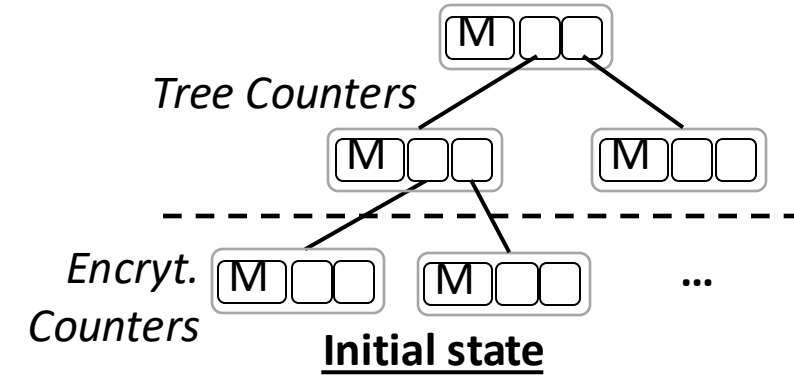 M
Tree Counters
M M
Encryt. M M ...
Counters
Initial state